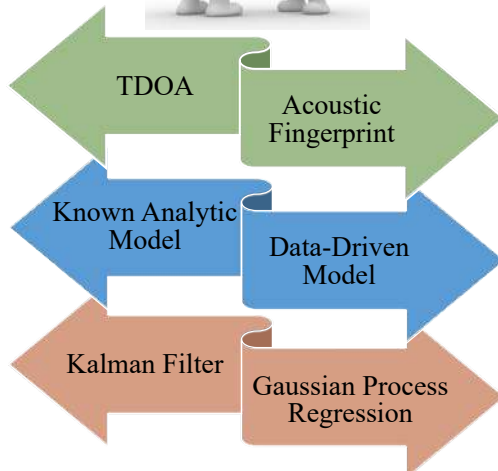 TDOA
Acoustic
Fingerprint
Known Analytic
Model
Data-Driven
Model
Kalman Filter
Gaussian Process
Regression